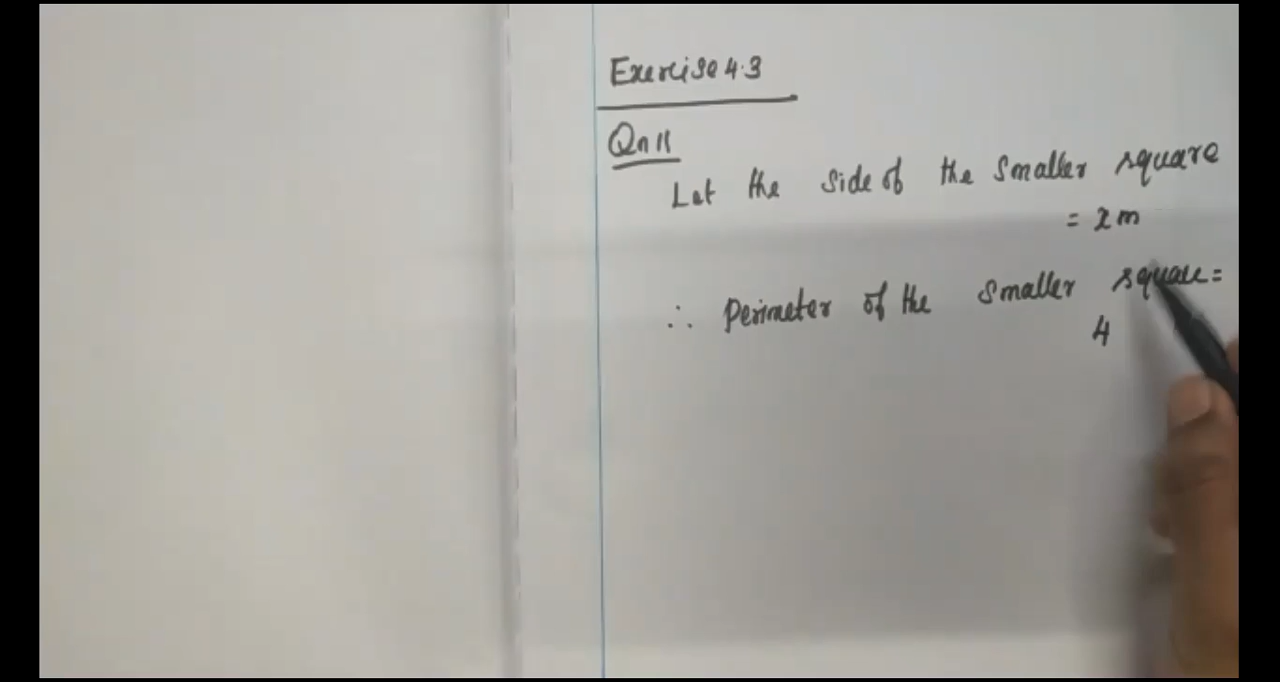 Exercise 4.3
Qn 11
Let the side of the smaller square
= x m
∴ Perimeter of the smaller square =
4